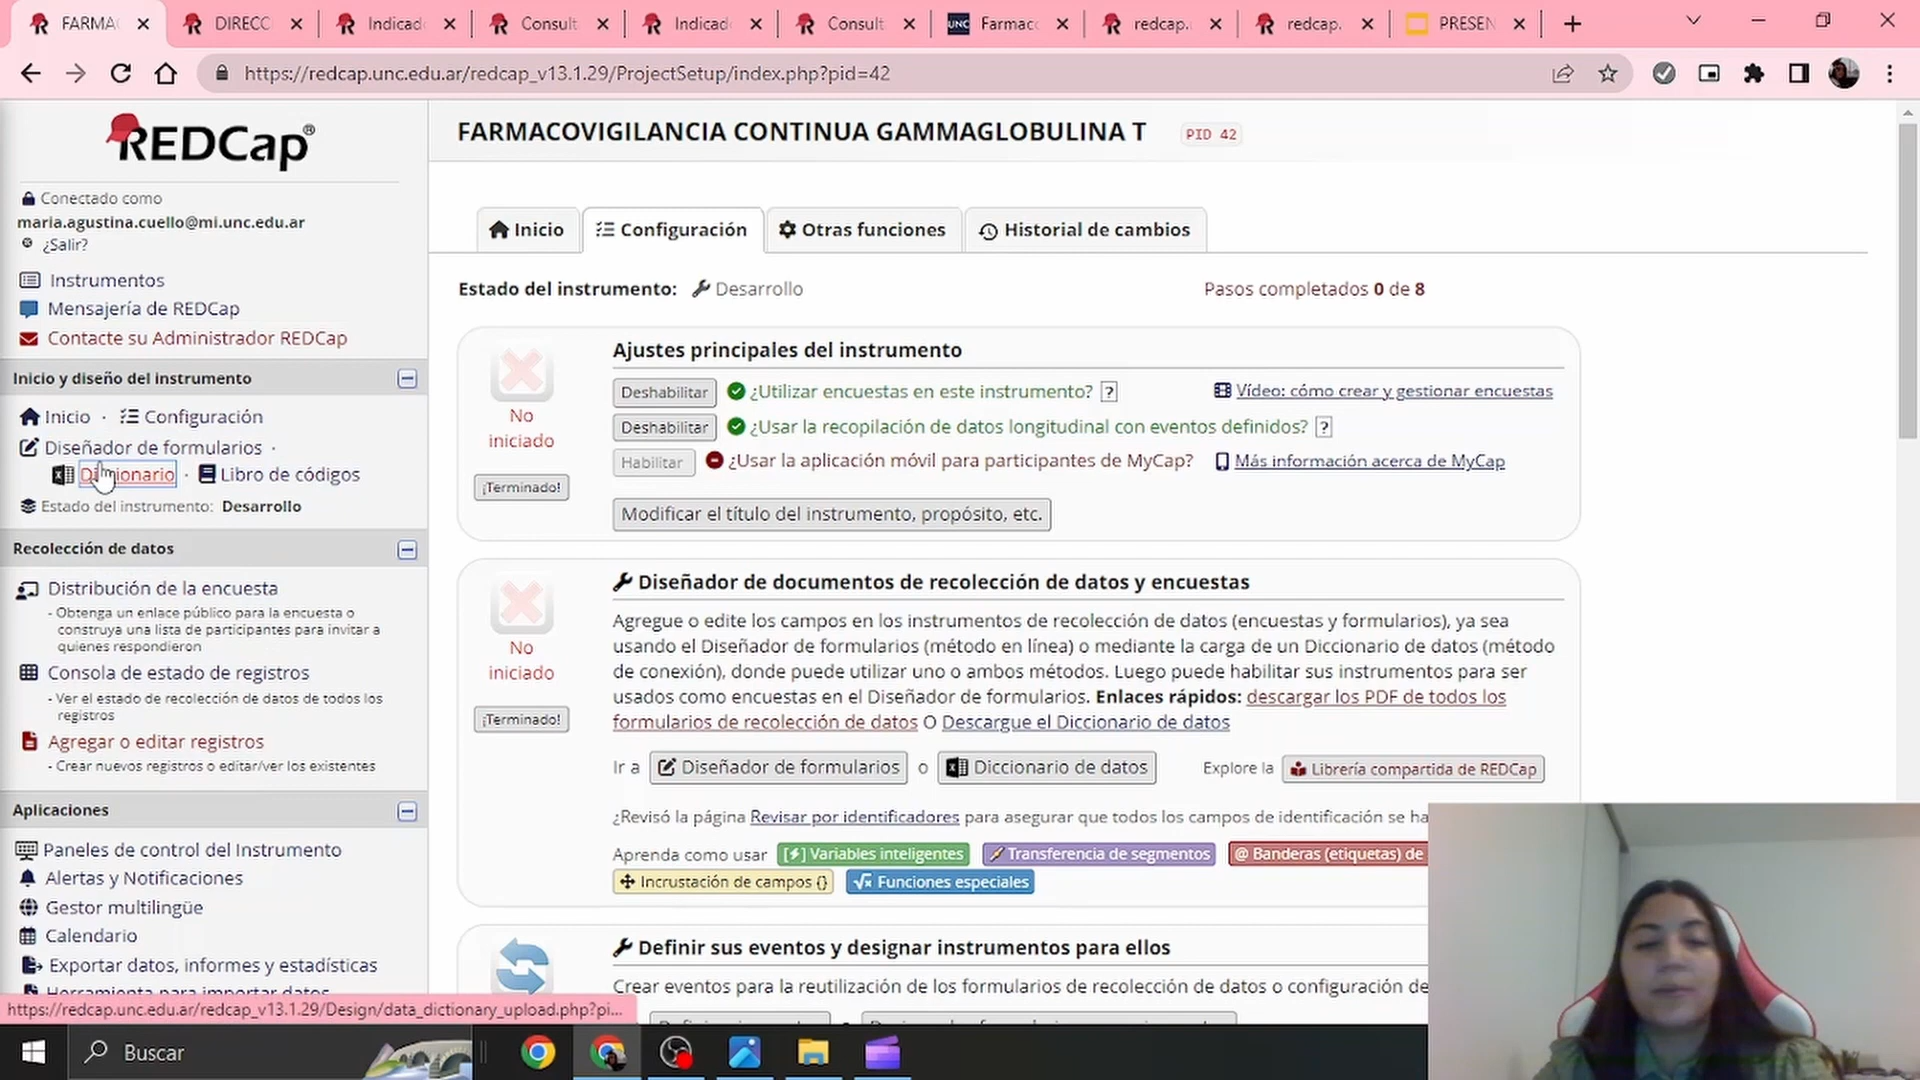 FARMA
DIRECC
Indicad
Consult
Indicad
Consult
UNC
Farmaco
redcap.
redcap.
PRESEN
https://redcap.unc.edu.ar/redcap_v13.1.29/ProjectSetup/index.php?pid=42
REDCap®
Conectado como
maria.agustina.cuello@mi.unc.edu.ar
¿Salir?
Instrumentos
Mensajería de REDCap
Contacte su Administrador REDCap
Inicio y diseño del instrumento
Inicio · Configuración
Diseñador de formularios ·
Diccionario · Libro de códigos
Estado del instrumento: Desarrollo
Recolección de datos
Distribución de la encuesta
- Obtenga un enlace público para la encuesta o
construya una lista de participantes para invitar a
quienes respondieron
Consola de estado de registros
- Ver el estado de recolección de datos de todos los
registros
Agregar o editar registros
- Crear nuevos registros o editar/ver los existentes
Aplicaciones
Paneles de control del Instrumento
Alertas y Notificaciones
Gestor multilingüe
Calendario
Exportar datos, informes y estadísticas
Herramienta para importar datos
https://redcap.unc.edu.ar/redcap_v13.1.29/Design/data_dictionary_upload.php?pi...
FARMACOVIGILANCIA CONTINUA GAMMAGLOBULINA T PID 42
Inicio
Configuración
Otras funciones
Historial de cambios
Estado del instrumento: Desarrollo
Pasos completados 0 de 8
No
iniciado
¡Terminado!
Ajustes principales del instrumento
Deshabilitar ¿Utilizar encuestas en este instrumento? ? Vídeo: cómo crear y gestionar encuestas
Deshabilitar ¿Usar la recopilación de datos longitudinal con eventos definidos? ?
Habilitar ¿Usar la aplicación móvil para participantes de MyCap? Más información acerca de MyCap
Modificar el título del instrumento, propósito, etc.
No
iniciado
¡Terminado!
Diseñador de documentos de recolección de datos y encuestas
Agregue o edite los campos en los instrumentos de recolección de datos (encuestas y formularios), ya sea
usando el Diseñador de formularios (método en línea) o mediante la carga de un Diccionario de datos (método
de conexión), donde puede utilizar uno o ambos métodos. Luego puede habilitar sus instrumentos para ser
usados como encuestas en el Diseñador de formularios. Enlaces rápidos: descargar los PDF de todos los
formularios de recolección de datos O Descargue el Diccionario de datos
Ir a Diseñador de formularios o Diccionario de datos Explore la Librería compartida de REDCap
¿Revisó la página Revisar por identificadores para asegurar que todos los campos de identificación se ha
Aprenda como usar [⚡] Variables inteligentes Transferencia de segmentos @ Banderas (etiquetas) de
Incrustación de campos {} √x Funciones especiales
Definir sus eventos y designar instrumentos para ellos
Crear eventos para la reutilización de los formularios de recolección de datos o configuración de
Buscar